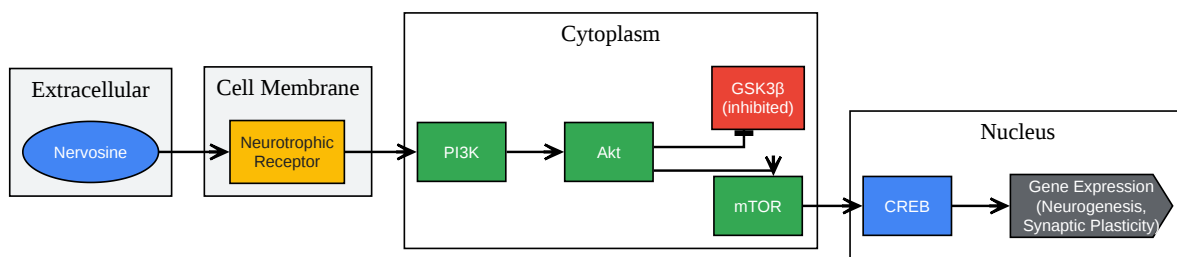 Extracellular
Nervosine
Cell Membrane
Neurotrophic
Receptor
Cytoplasm
PI3K
Akt
GSK3β
(inhibited)
mTOR
Nucleus
CREB
Gene Expression
(Neurogenesis,
Synaptic Plasticity)